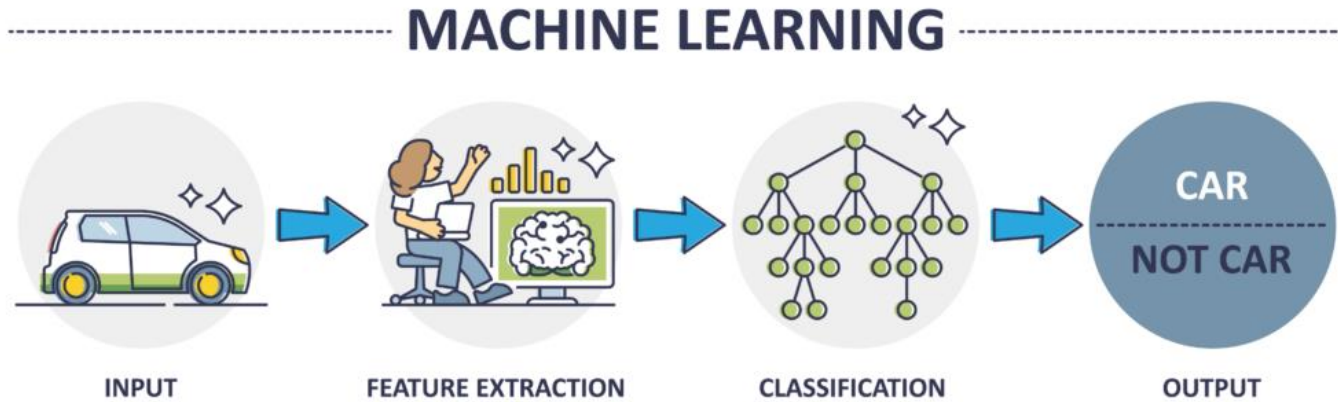 MACHINE LEARNING
CAR
NOT CAR
INPUT
FEATURE EXTRACTION
CLASSIFICATION
OUTPUT